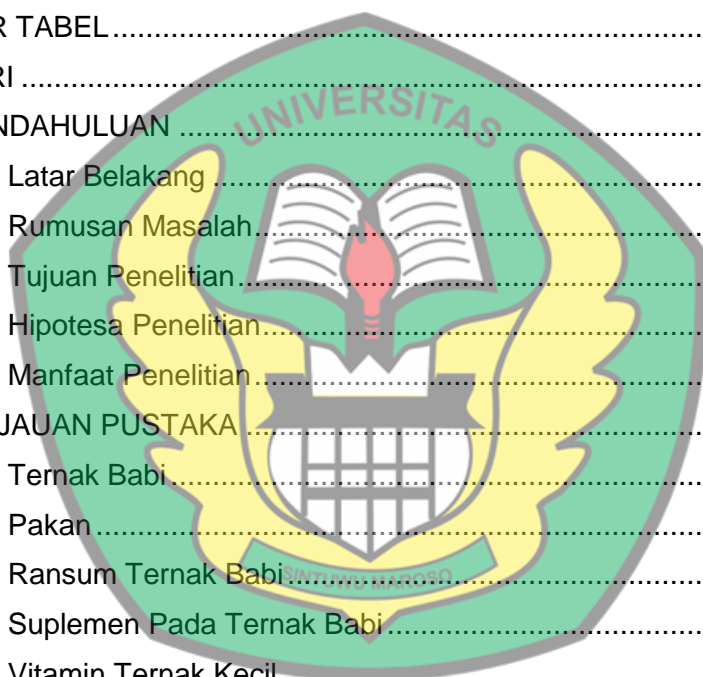 R TABEL
RI
NDAHULUAN
UNIVERSITAS
Latar Belakang
Rumusan Masalah
Tujuan Penelitian
Hipotesa Penelitian
Manfaat Penelitian
JAUAN PUSTAKA
Ternak Babi
Pakan
Ransum Ternak Babi
SINTUWU MAROSO
Suplemen Pada Ternak Babi
Vitamin Ternak Kecil